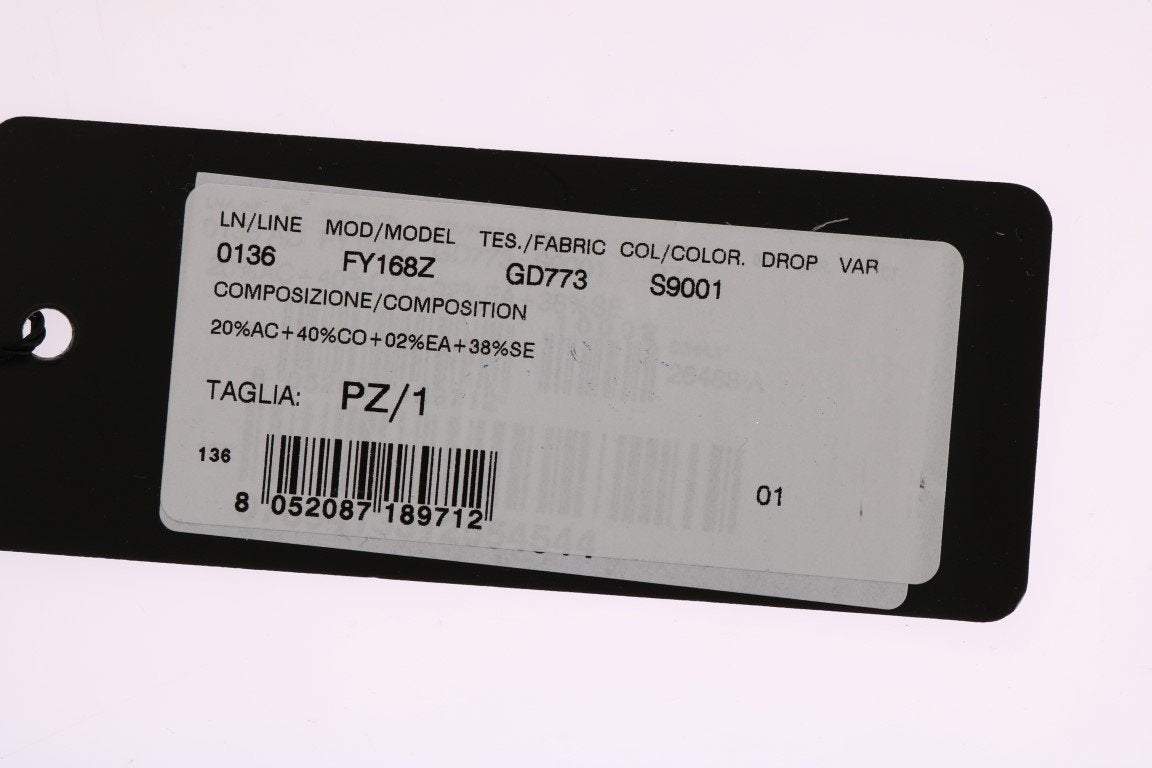 LN/LINE MOD/MODEL TES./FABRIC COL/COLOR. DROP VAR
0136 FY168Z GD773 S9001
COMPOSIZIONE/COMPOSITION
20%AC+40%CO+02%EA+38%SE
TAGLIA: PZ/1
136
01
8 052087 189712